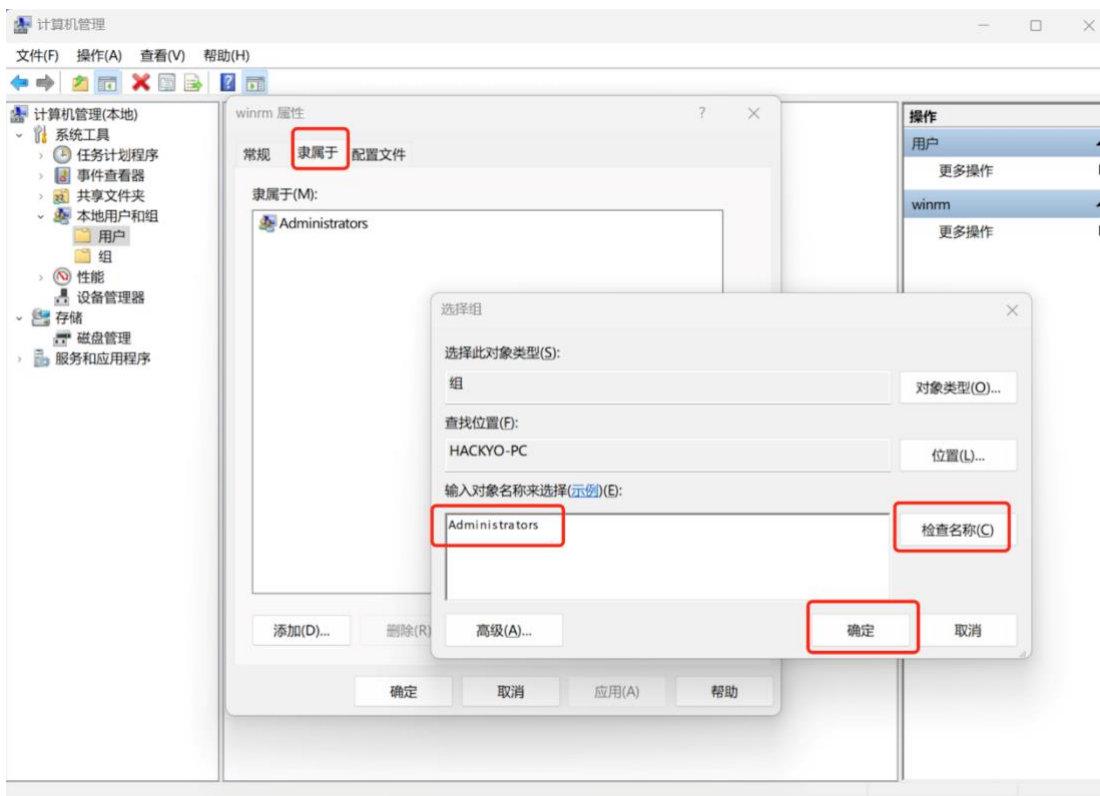 计算机管理
文件(F) 操作(A) 查看(V) 帮助(H)
计算机管理(本地)
系统工具
任务计划程序
事件查看器
共享文件夹
本地用户和组
用户
组
性能
设备管理器
存储
磁盘管理
服务和应用程序
winrm 属性
常规 隶属于 配置文件
隶属于(M):
Administrators
添加(D)... 删除(R)
确定 取消 应用(A) 帮助
选择组
选择此对象类型(S):
组
对象类型(O)...
查找位置(F):
HACKYO-PC
位置(L)...
输入对象名称来选择(示例)(E):
Administrators
检查名称(C)
高级(A)...
确定 取消
操作
用户
更多操作
winrm
更多操作